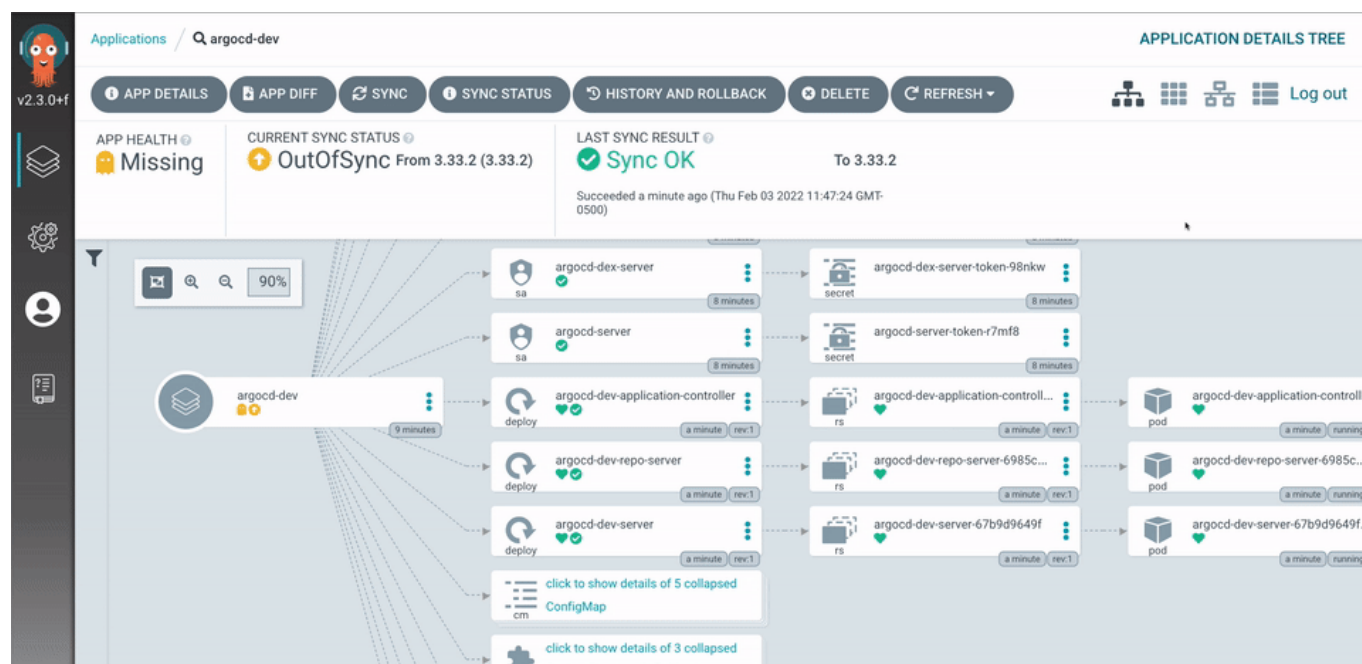 Applications / argocd-dev
APPLICATION DETAILS TREE
v2.3.0+f
APP DETAILS
APP DIFF
SYNC
SYNC STATUS
HISTORY AND ROLLBACK
DELETE
REFRESH
Log out
APP HEALTH
Missing
CURRENT SYNC STATUS
OutOfSync From 3.33.2 (3.33.2)
LAST SYNC RESULT
Sync OK To 3.33.2
Succeeded a minute ago (Thu Feb 03 2022 11:47:24 GMT-
0500)
90%
argocd-dex-server
sa
8 minutes
argocd-dex-server-token-98nkw
secret
8 minutes
argocd-server
sa
8 minutes
argocd-server-token-r7mf8
secret
8 minutes
argocd-dev
9 minutes
argocd-dev-application-controller
deploy
a minute rev:1
argocd-dev-application-controll...
rs
a minute rev:1
argocd-dev-application-controll
pod
a minute running
argocd-dev-repo-server
deploy
a minute rev:1
argocd-dev-repo-server-6985c...
rs
a minute rev:1
argocd-dev-repo-server-6985c..
pod
a minute running
argocd-dev-server
deploy
a minute rev:1
argocd-dev-server-67b9d9649f
rs
a minute rev:1
argocd-dev-server-67b9d9649f.
pod
a minute running
click to show details of 5 collapsed
ConfigMap
cm
click to show details of 3 collapsed